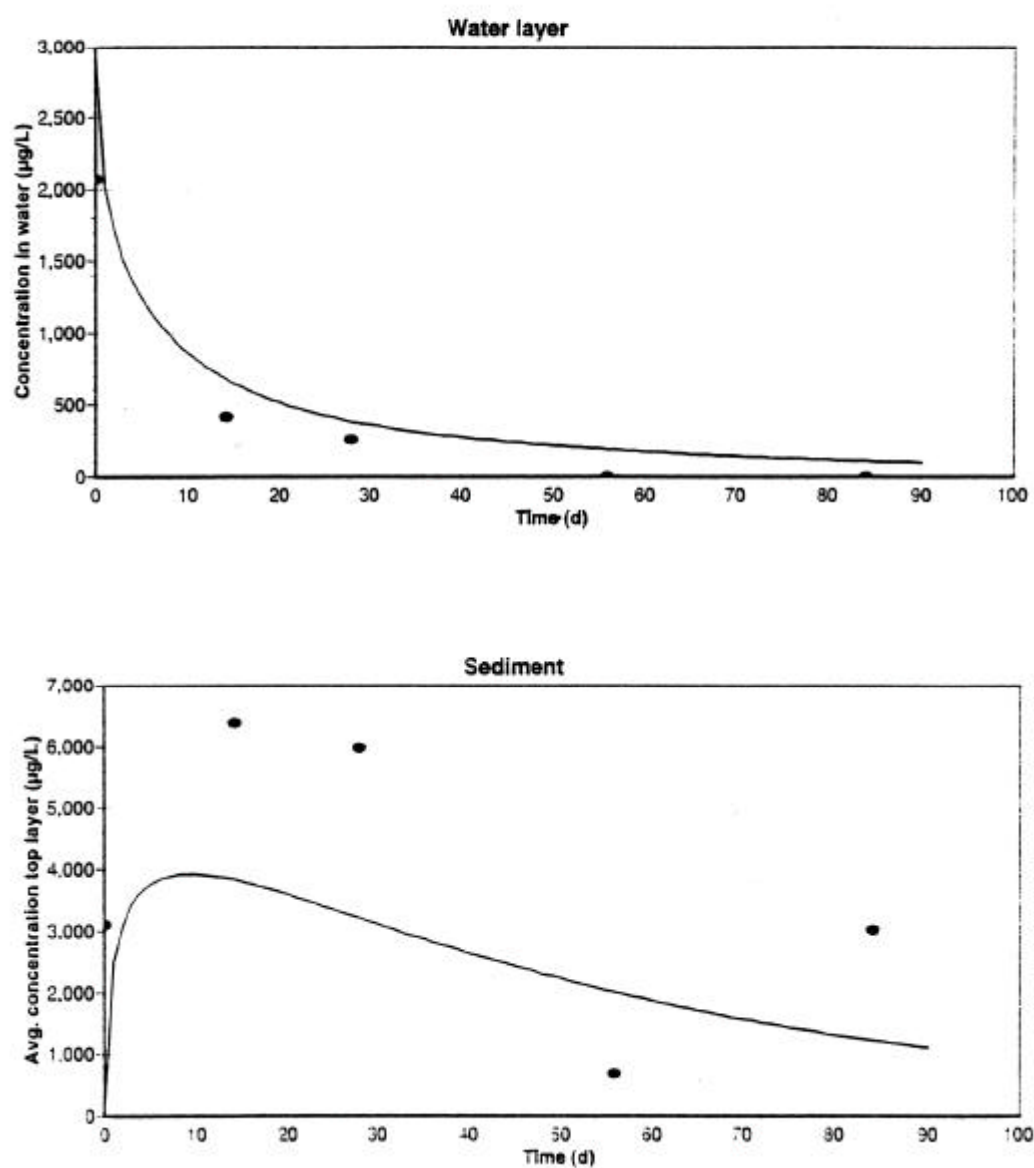 Water layer
Concentration in water (µg/L)
3,000
2,500
2,000
1,500
1,000
500
0
0 10 20 30 40 50 60 70 80 90 100
Time (d)
Sediment
Avg. concentration top layer (µg/L)
7,000
6,000
5,000
4,000
3,000
2,000
1,000
0
0 10 20 30 40 50 60 70 80 90 100
Time (d)